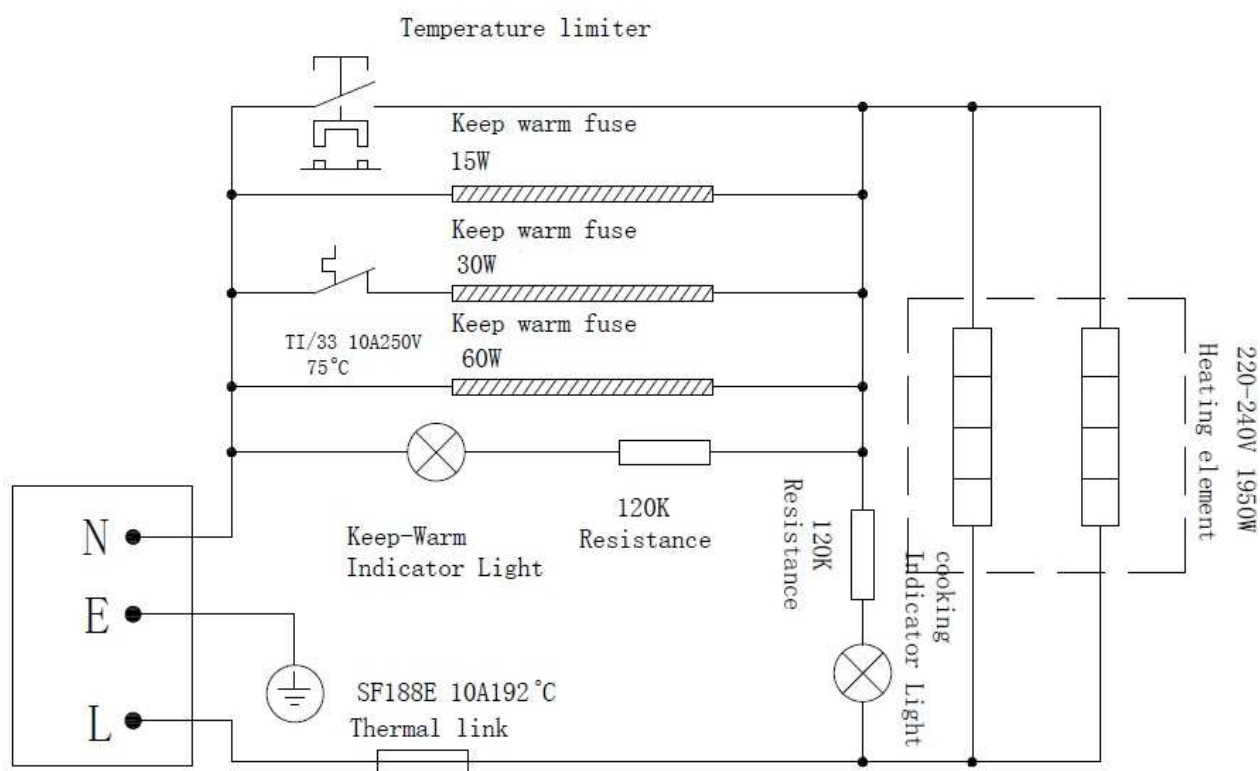 Temperature limiter
Keep warm fuse
15W
Keep warm fuse
30W
TI/33 10A250V
75°C
Keep warm fuse
60W
220-240V 1950W
Heating element
N
E
L
Keep-Warm
Indicator Light
120K
Resistance
120K
Resistance
cooking
Indicator Light
SF188E 10A192°C
Thermal link